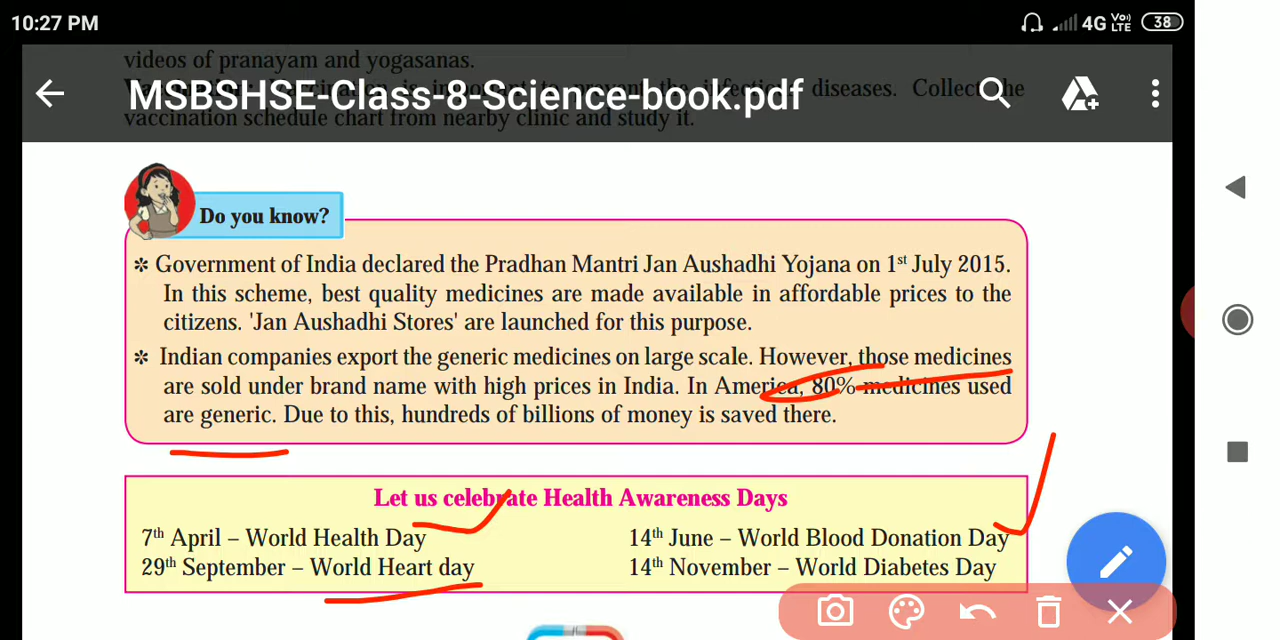 10:27 PM
4G Vo) LTE 38
videos of pranayam and yogasanas.
MSBSHSE-Class-8-Science-book.pdf
diseases. Collect the
vaccination schedule chart from nearby clinic and study it.
Do you know?
✼ Government of India declared the Pradhan Mantri Jan Aushadhi Yojana on 1st July 2015.
In this scheme, best quality medicines are made available in affordable prices to the
citizens. 'Jan Aushadhi Stores' are launched for this purpose.
✼ Indian companies export the generic medicines on large scale. However, those medicines
are sold under brand name with high prices in India. In America, 80% medicines used
are generic. Due to this, hundreds of billions of money is saved there.
Let us celebrate Health Awareness Days
7th April – World Health Day 14th June – World Blood Donation Day
29th September – World Heart day 14th November – World Diabetes Day